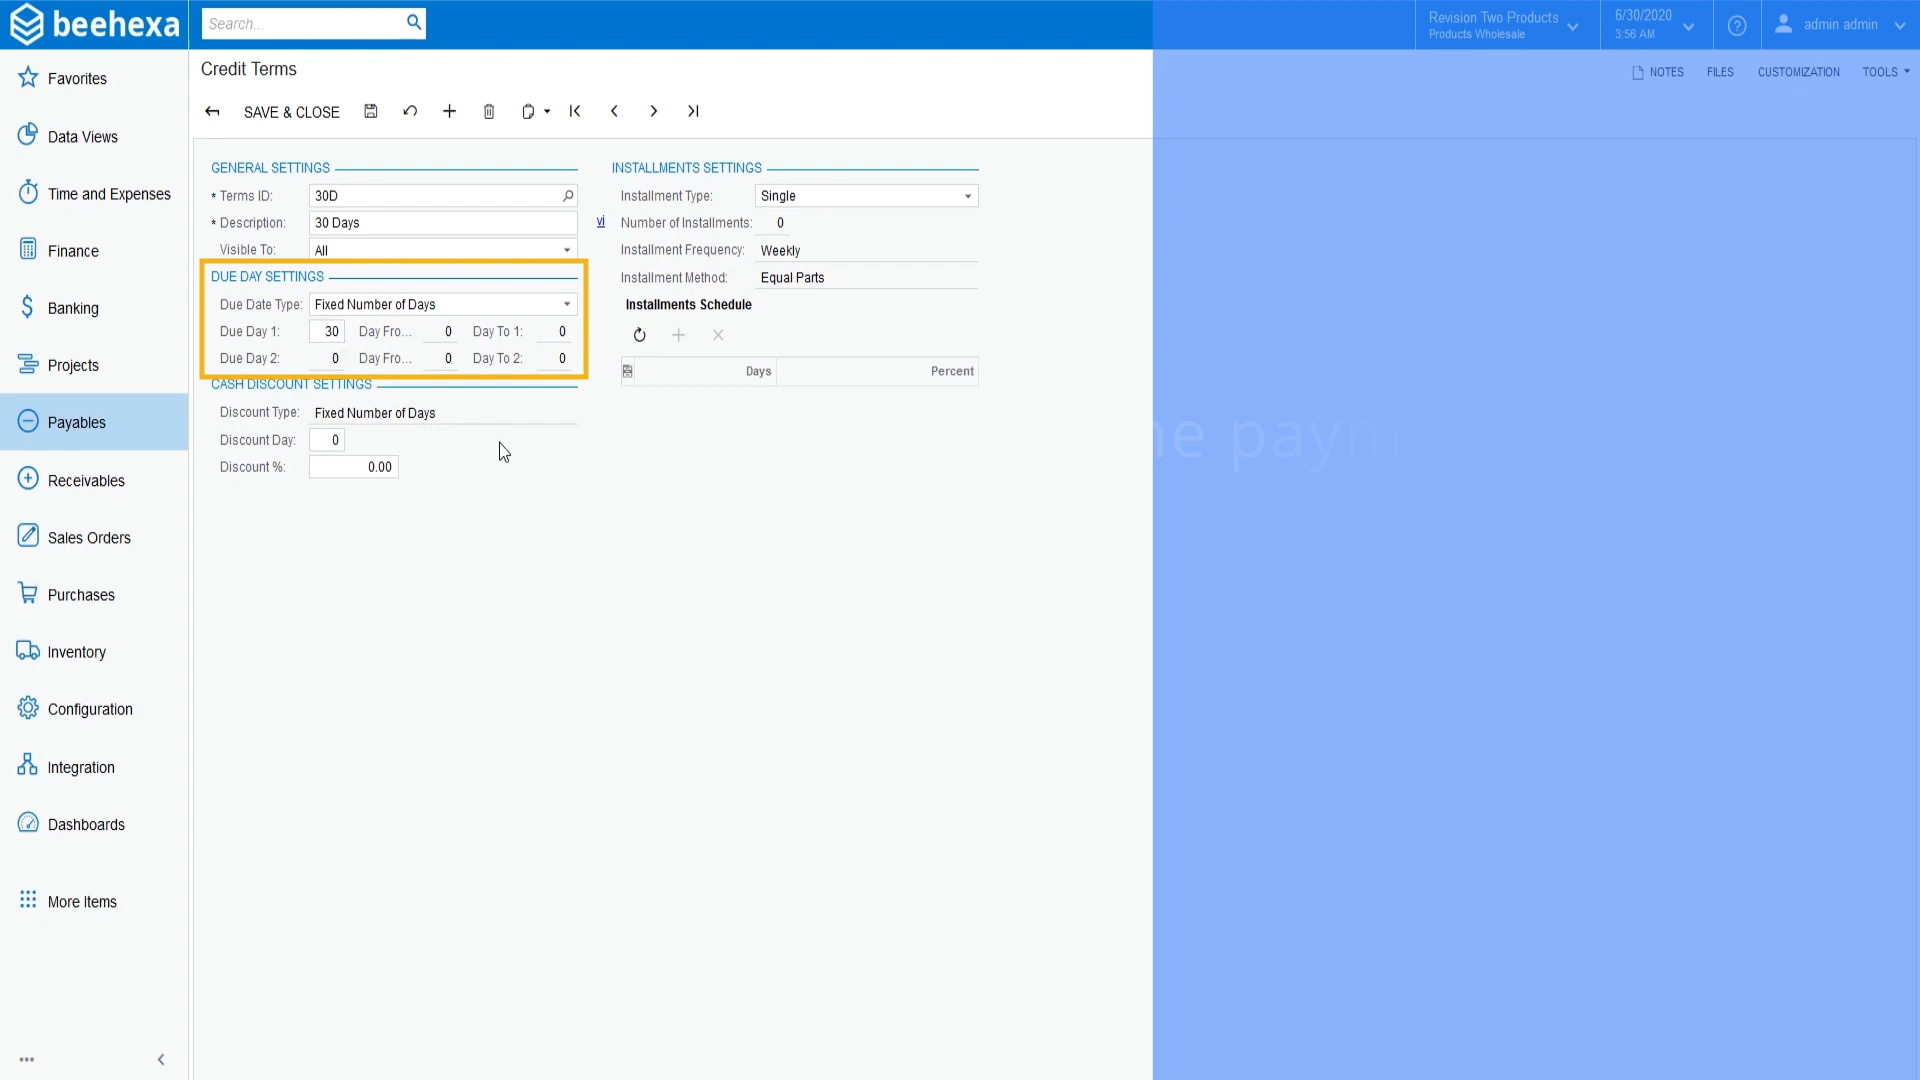 beehexa
Search...
Revision Two Products
Products Wholesale
6/30/2020
3:56 AM
admin admin
Favorites
Data Views
Time and Expenses
Finance
Banking
Projects
Payables
Receivables
Sales Orders
Purchases
Inventory
Configuration
Integration
Dashboards
More Items
Credit Terms
NOTES FILES CUSTOMIZATION TOOLS
SAVE & CLOSE
GENERAL SETTINGS
* Terms ID: 30D
* Description: 30 Days vi
Visible To: All
DUE DAY SETTINGS
Due Date Type: Fixed Number of Days
Due Day 1: 30 Day Fro... 0 Day To 1: 0
Due Day 2: 0 Day Fro... 0 Day To 2: 0
CASH DISCOUNT SETTINGS
Discount Type: Fixed Number of Days
Discount Day: 0
Discount %: 0.00
INSTALLMENTS SETTINGS
Installment Type: Single
Number of Installments: 0
Installment Frequency: Weekly
Installment Method: Equal Parts
Installments Schedule
Days Percent
The payme